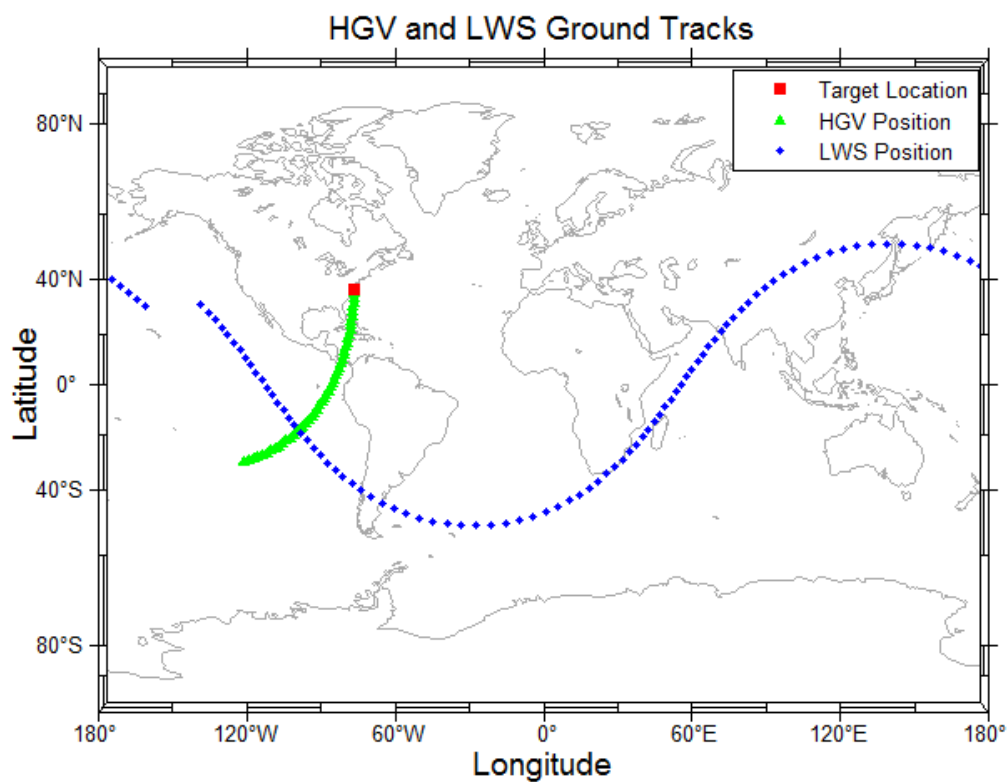 HGV and LWS Ground Tracks
Target Location
HGV Position
LWS Position
80°N
40°N
0°
40°S
80°S
Latitude
180°
120°W
60°W
0°
60°E
120°E
180°
Longitude